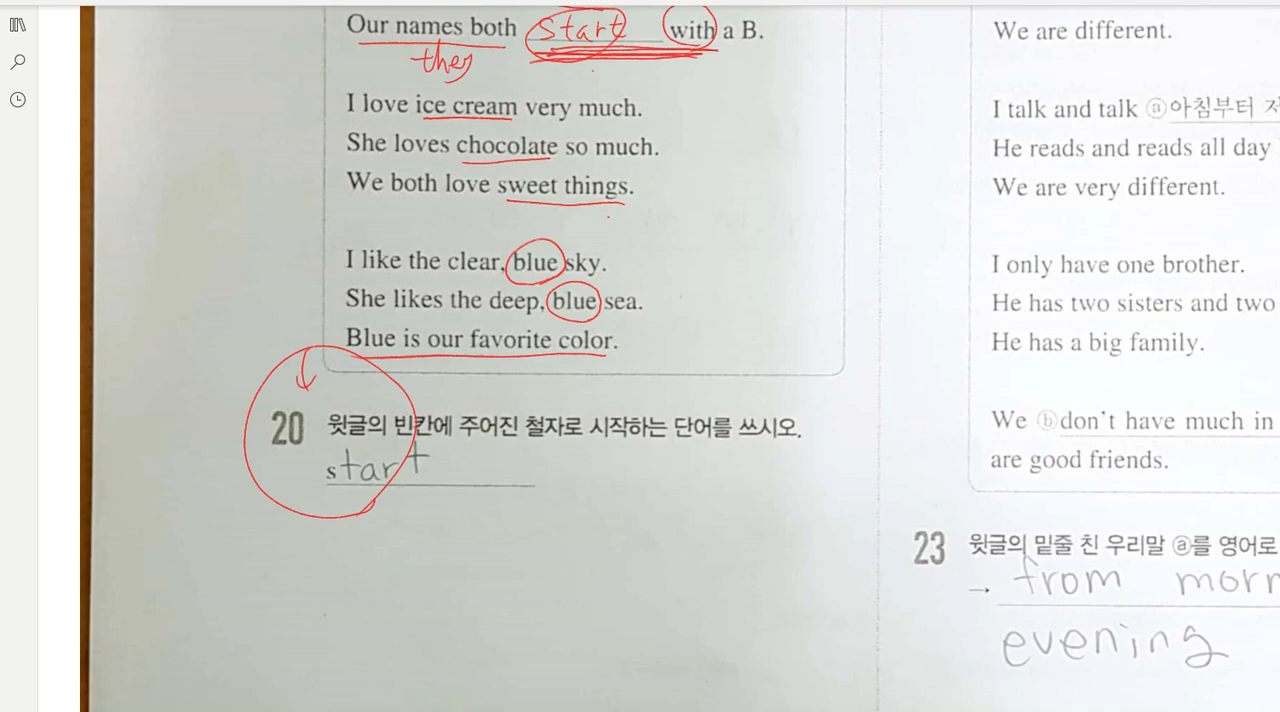 Our names both start with a B.
they
I love ice cream very much.
She loves chocolate so much.
We both love sweet things.
I like the clear, blue sky.
She likes the deep, blue sea.
Blue is our favorite color.
20 윗글의 빈칸에 주어진 철자로 시작하는 단어를 쓰시오.
start
We are different.
I talk and talk ⓐ아침부터
He reads and reads all day
We are very different.
I only have one brother.
He has two sisters and two
He has a big family.
We ⓑdon't have much in
are good friends.
23 윗글의 밑줄 친 우리말 ⓐ를 영어로
→ from morn
evening